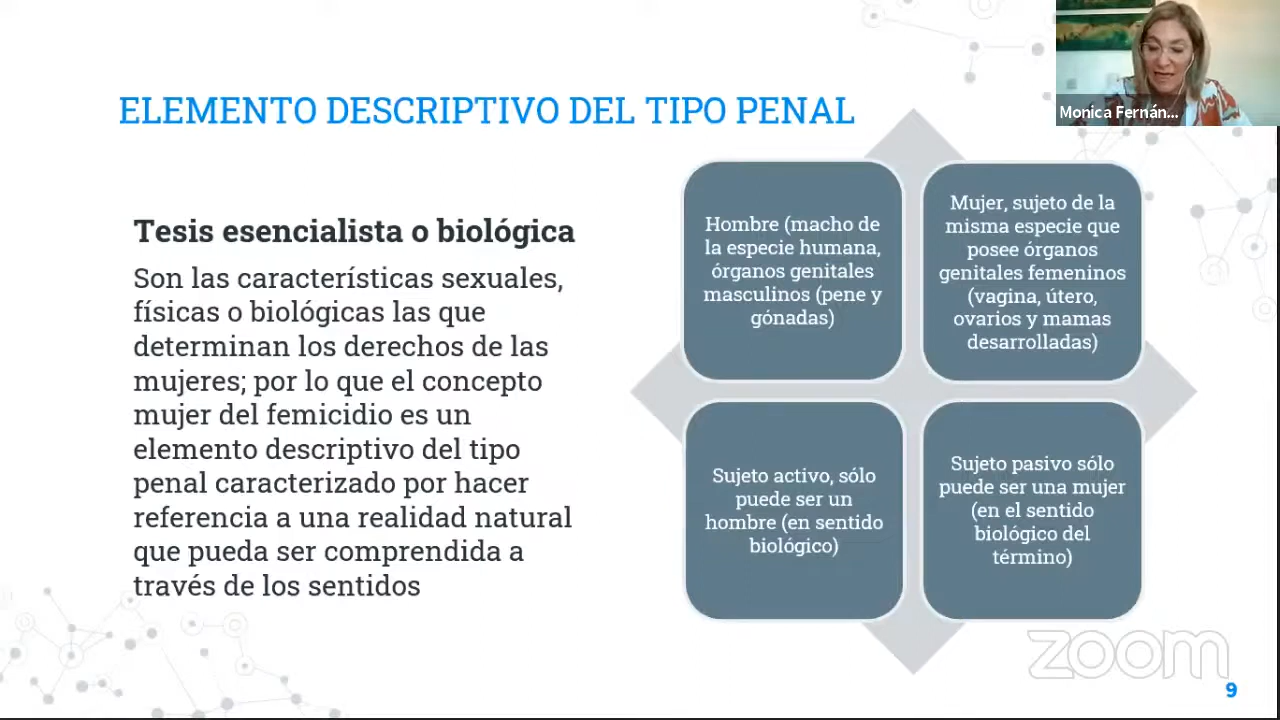 ELEMENTO DESCRIPTIVO DEL TIPO PENAL
Monica Fernán...
Tesis esencialista o biológica
Son las características sexuales,
físicas o biológicas las que
determinan los derechos de las
mujeres; por lo que el concepto
mujer del femicidio es un
elemento descriptivo del tipo
penal caracterizado por hacer
referencia a una realidad natural
que pueda ser comprendida a
través de los sentidos
Hombre (macho de
la especie humana,
órganos genitales
masculinos (pene y
gónadas)
Mujer, sujeto de la
misma especie que
posee órganos
genitales femeninos
(vagina, útero,
ovarios y mamas
desarrolladas)
Sujeto activo, sólo
puede ser un
hombre (en sentido
biológico)
Sujeto pasivo sólo
puede ser una mujer
(en el sentido
biológico del
término)
zoom
9